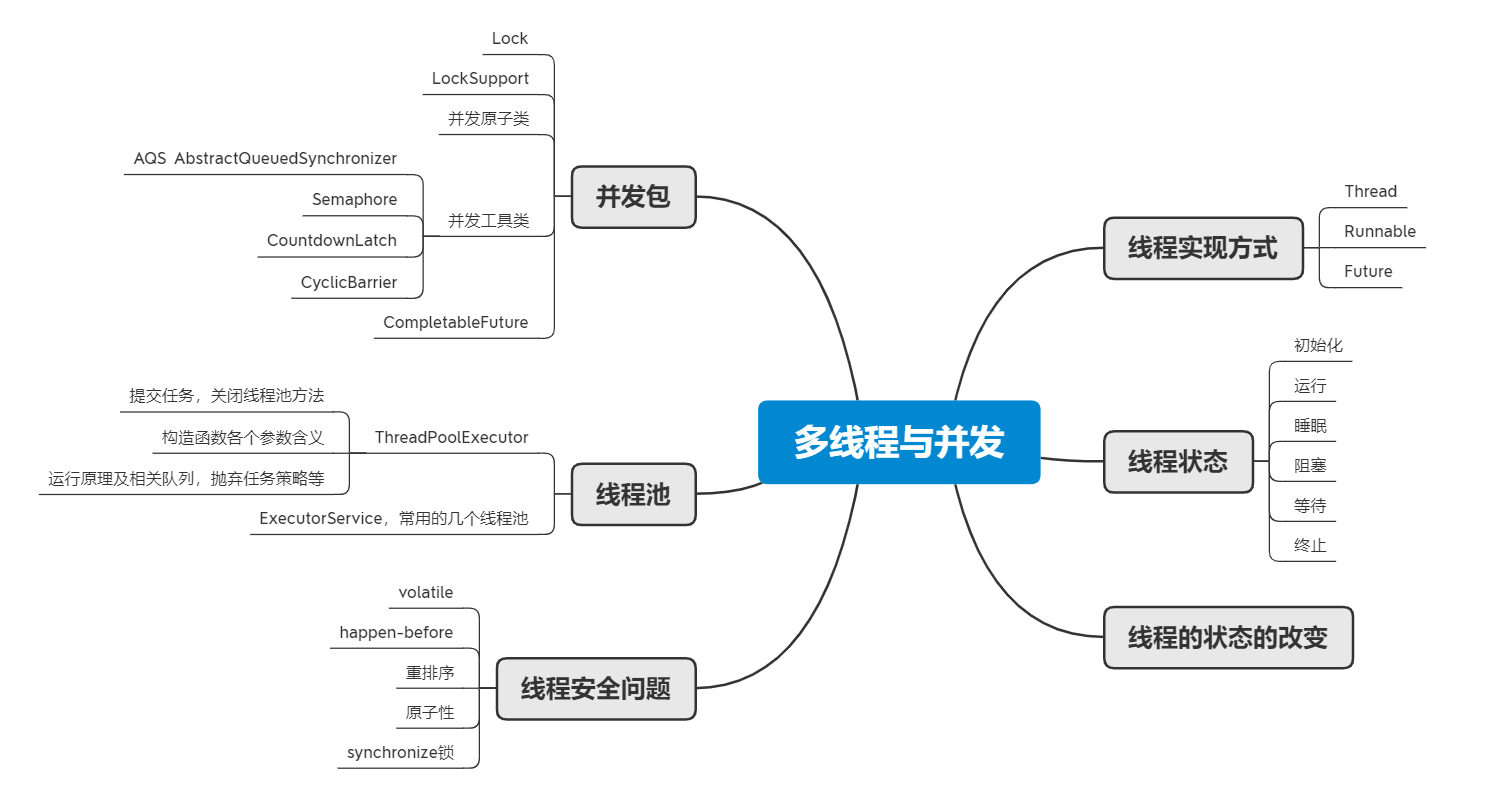 多线程与并发
线程实现方式
Thread
Runnable
Future
线程状态
初始化
运行
睡眠
阻塞
等待
终止
线程的状态的改变
并发包
Lock
LockSupport
并发原子类
并发工具类
AQS AbstractQueuedSynchronizer
Semaphore
CountdownLatch
CyclicBarrier
CompletableFuture
线程池
ThreadPoolExecutor
提交任务，关闭线程池方法
构造函数各个参数含义
运行原理及相关队列，抛弃任务策略等
ExecutorService，常用的几个线程池
线程安全问题
volatile
happen-before
重排序
原子性
synchronize锁